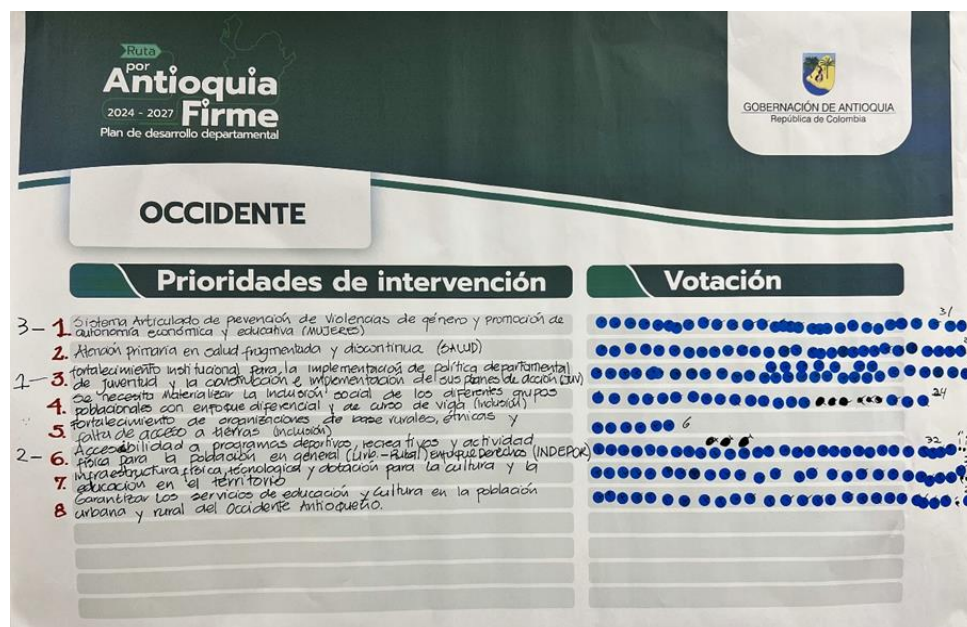 Ruta
por
Antioquia
2024 - 2027 Firme
Plan de desarrollo departamental
GOBERNACIÓN DE ANTIOQUIA
República de Colombia
OCCIDENTE
Prioridades de intervención
Votación
3- 1. Sistema Articulado de pevención de violencias de género y promoción de 31
autonomía económica y educativa (MUJERES)
2. Atención primaria en salud fragmentada y discontinua (SALUD)
1- 3. fortalecimiento institucional para la implementación de política departamental
de juventud y la construcción e implementación del sus planes de acción (JUV)
4. se necesita materializar la inclusión social de los diferentes grupos 24
poblacionales con enfoque diferencial y de curso de vida (inclusión)
5. fortalecimiento de organizaciones de base rurales, étnicas y 6
falta de acceso a tierras (inclusión)
2- 6. Accesibilidad a programas deportivos, recreativos y actividad 32
física para la población en general (Urb.-Rural) enfoque derechos (INDEPOR)
7. infraestructura física, tecnológica y dotación para la cultura y la
educación en el territorio
8 Garantizar los servicios de educación y cultura en la población
urbana y rural del Occidente Antioqueño.